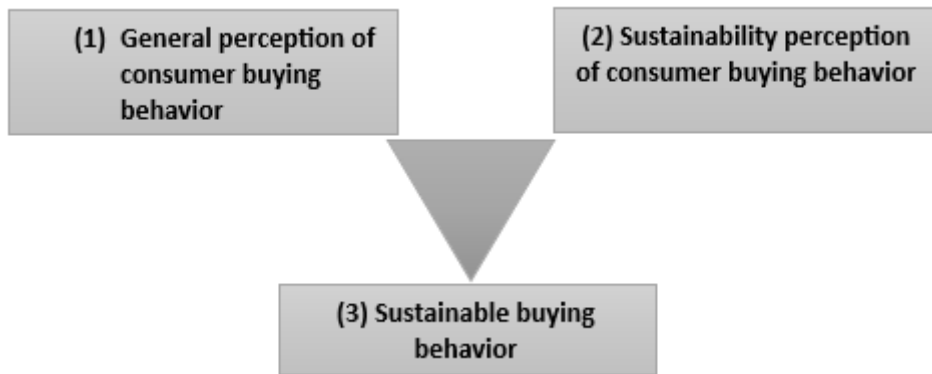 (1) General perception of
consumer buying
behavior
(2) Sustainability perception
of consumer buying behavior
(3) Sustainable buying
behavior